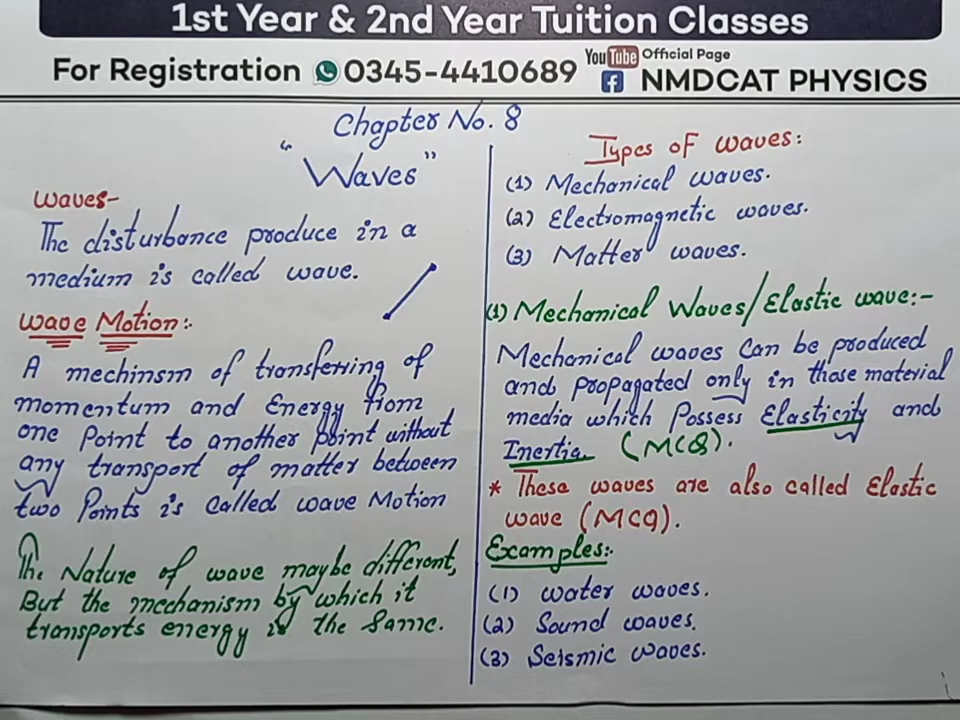 1st Year & 2nd Year Tuition Classes
For Registration 0345-4410689 You Tube Official Page
NMDCAT PHYSICS
Chapter No. 8
"Waves"
Waves-
The disturbance produce in a
medium is called wave.
Wave Motion:-
A mechinsm of transferring of
momentum and Energy from
one Point to another point without
any transport of matter between
two Points is Called wave Motion
The Nature of wave maybe different,
But the mechanism by which it
transports energy is the Same.
Types of waves:
(1) Mechanical waves.
(2) Electromagnetic waves.
(3) Matter waves.
(1) Mechanical Waves/Elastic wave:-
Mechanical waves Can be produced
and propagated only in those material
media which Possess Elasticity and
Inertia. (MCQ).
* These waves are also called Elastic
wave (MCQ).
Examples:-
(1) water waves.
(2) Sound waves.
(3) Seismic waves.